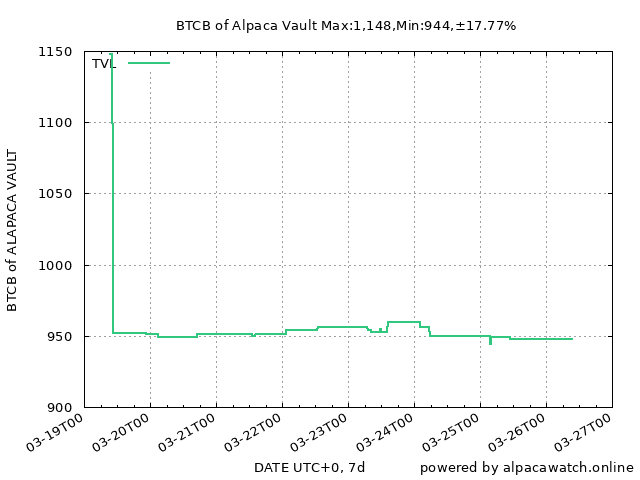 BTCB of Alpaca Vault Max:1,148,Min:944,±17.77%
1150
TVL
1100
1050
1000
950
900
BTCB of ALAPACA VAULT
03-19T00
03-20T00
03-21T00
03-22T00
03-23T00
03-24T00
03-25T00
03-26T00
03-27T00
DATE UTC+0, 7d
powered by alpacawatch.online